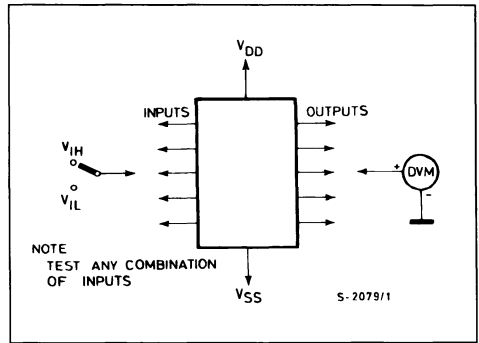 VDD
INPUTS
OUTPUTS
VIH
VIL
+
DVM
-
NOTE
TEST ANY COMBINATION
OF INPUTS
VSS
S-2079/1